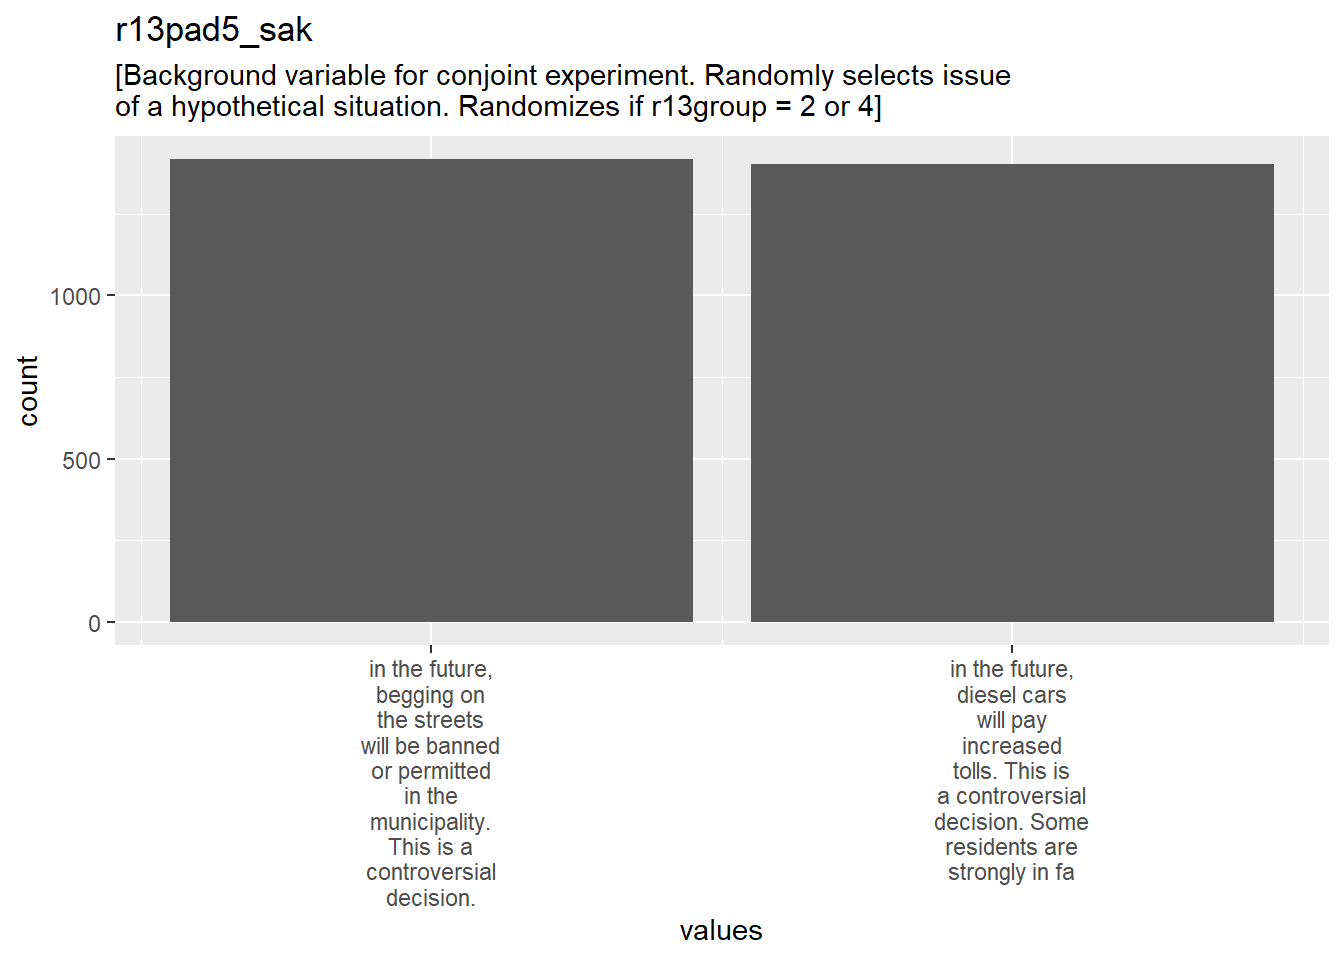 r13pad5_sak
[Background variable for conjoint experiment. Randomly selects issue
of a hypothetical situation. Randomizes if r13group = 2 or 4]
count
1000
500
0
in the future,
begging on
the streets
will be banned
or permitted
in the
municipality.
This is a
controversial
decision.
in the future,
diesel cars
will pay
increased
tolls. This is
a controversial
decision. Some
residents are
strongly in fa
values